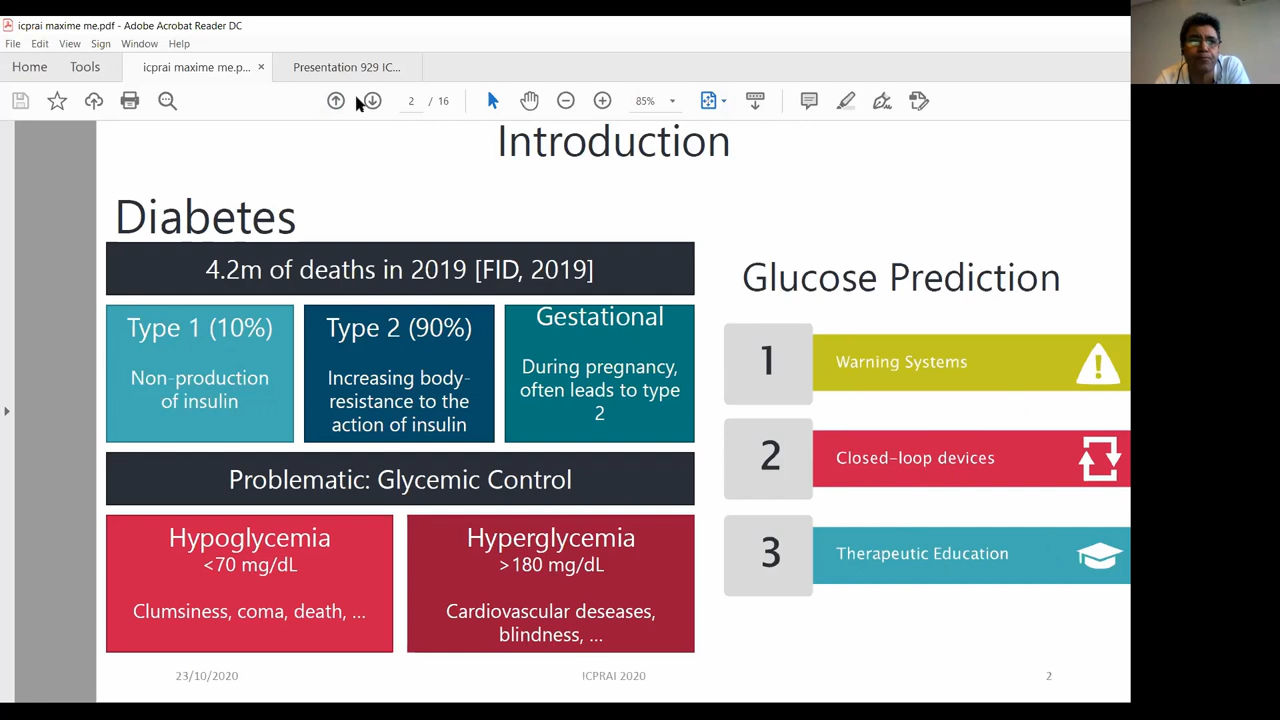 icprai maxime me.pdf - Adobe Acrobat Reader DC
File Edit View Sign Window Help
Home Tools icprai maxime me.p... × Presentation 929 IC...
2 / 16 85%
Introduction
Diabetes
4.2m of deaths in 2019 [FID, 2019]
Type 1 (10%)
Non-production
of insulin
Type 2 (90%)
Increasing body-
resistance to the
action of insulin
Gestational
During pregnancy,
often leads to type
2
Problematic: Glycemic Control
Hypoglycemia
<70 mg/dL
Clumsiness, coma, death, ...
Hyperglycemia
>180 mg/dL
Cardiovascular deseases,
blindness, ...
Glucose Prediction
1 Warning Systems
2 Closed-loop devices
3 Therapeutic Education
23/10/2020 ICPRAI 2020 2